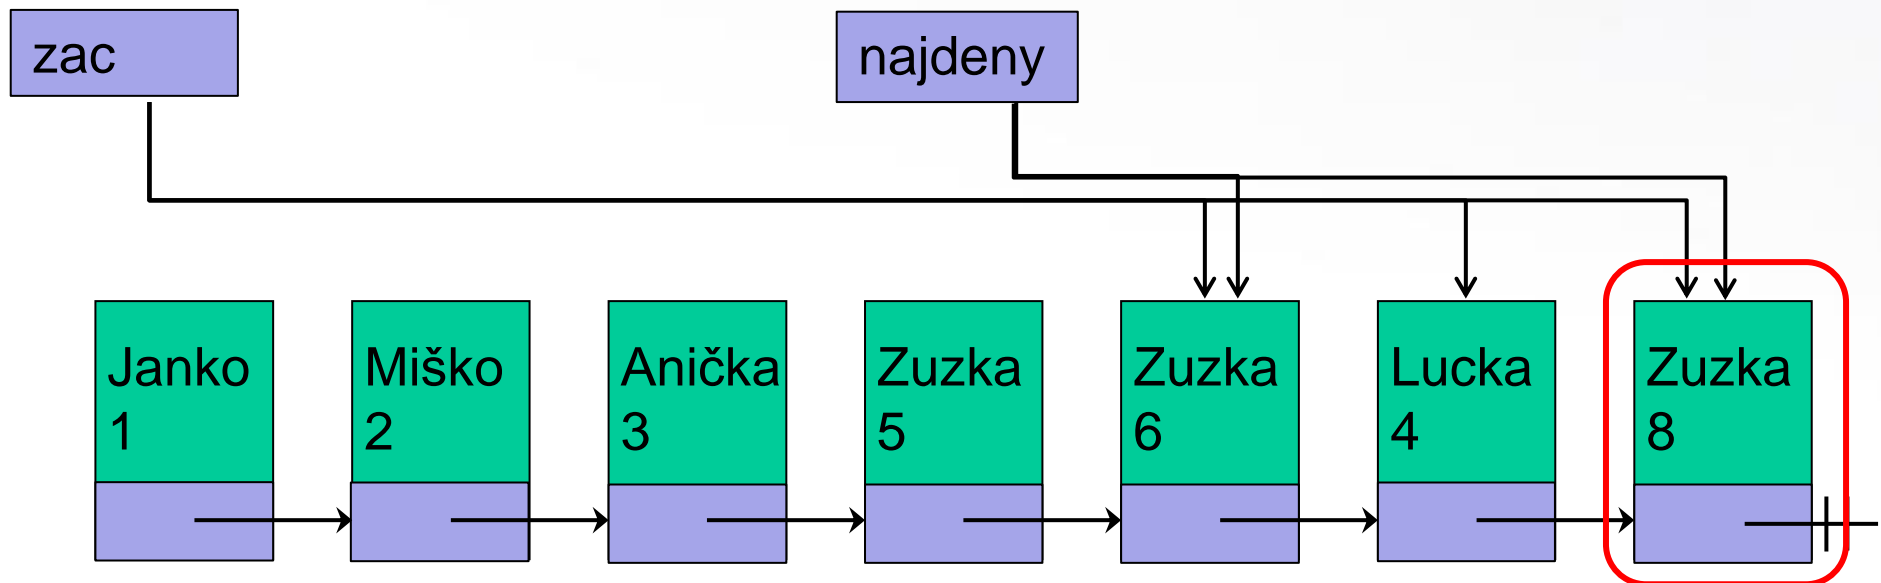 zac
najdeny
Janko
1
Miško
2
Anička
3
Zuzka
5
Zuzka
6
Lucka
4
Zuzka
8